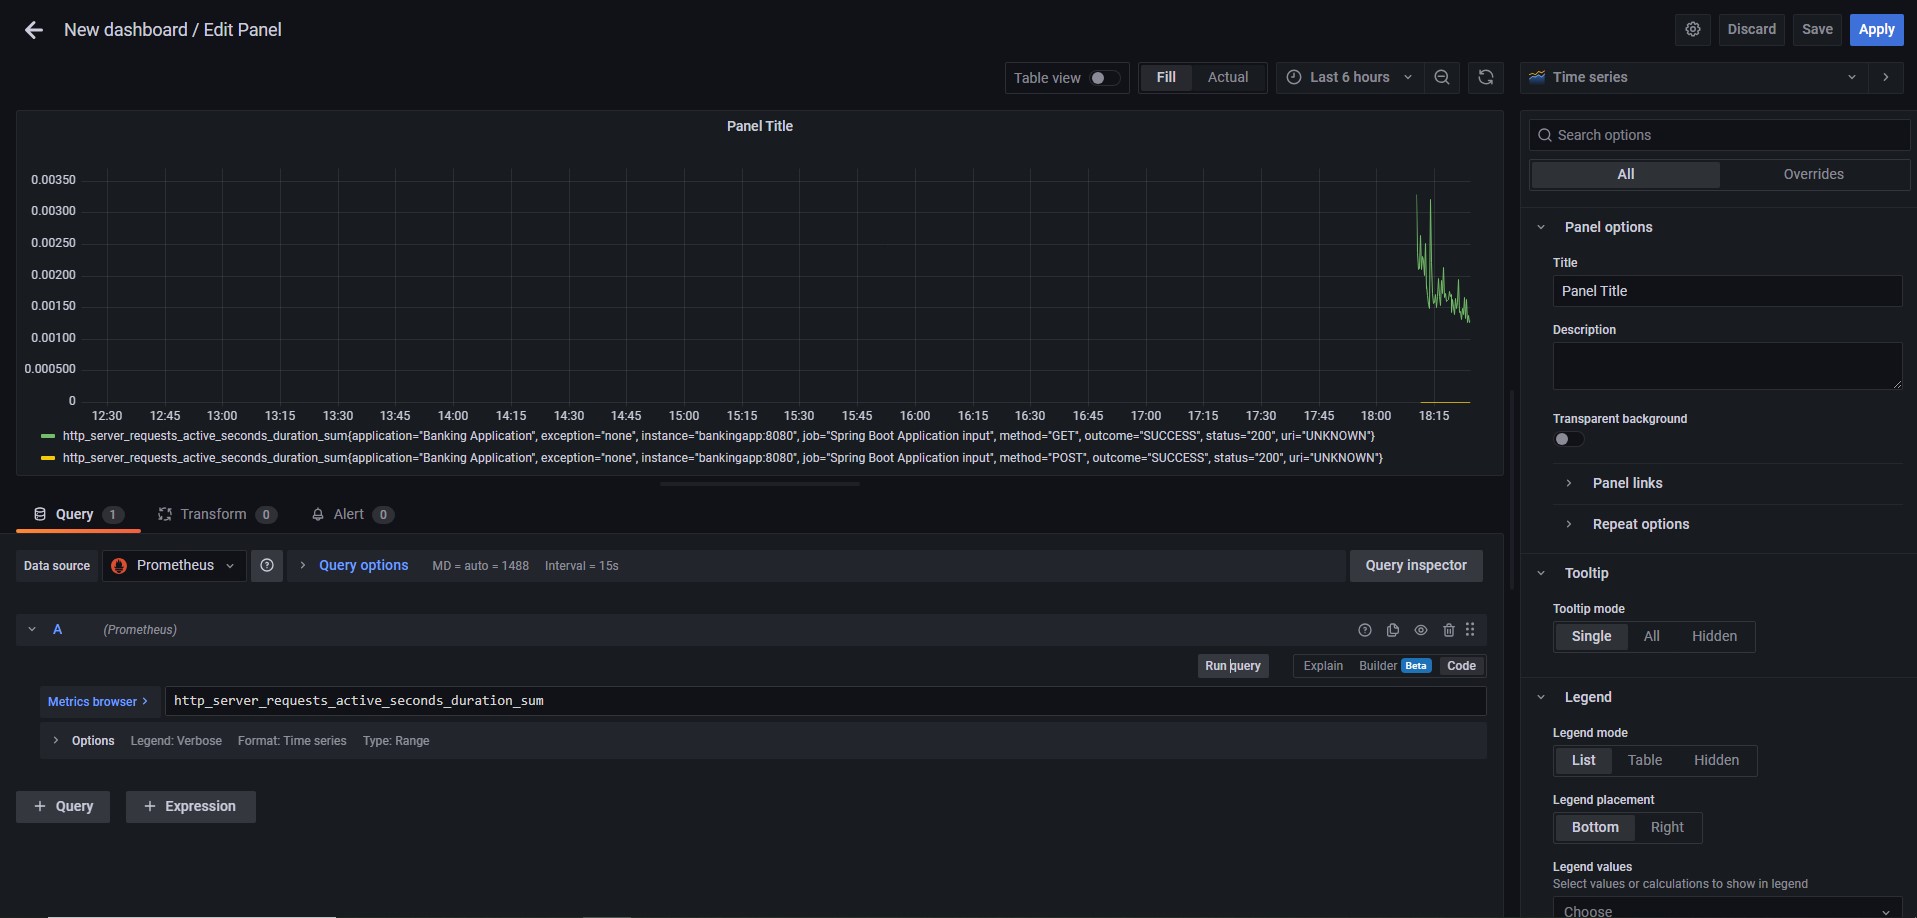 New dashboard / Edit Panel
Discard
Save
Apply
Table view
Fill
Actual
Last 6 hours
Time series
Panel Title
0.00350
0.00300
0.00250
0.00200
0.00150
0.00100
0.000500
0
12:30 12:45 13:00 13:15 13:30 13:45 14:00 14:15 14:30 14:45 15:00 15:15 15:30 15:45 16:00 16:15 16:30 16:45 17:00 17:15 17:30 17:45 18:00 18:15
http_server_requests_active_seconds_duration_sum{application="Banking Application", exception="none", instance="bankingapp:8080", job="Spring Boot Application input", method="GET", outcome="SUCCESS", status="200", uri="UNKNOWN"}
http_server_requests_active_seconds_duration_sum{application="Banking Application", exception="none", instance="bankingapp:8080", job="Spring Boot Application input", method="POST", outcome="SUCCESS", status="200", uri="UNKNOWN"}
Query 1
Transform 0
Alert 0
Data source
Prometheus
Query options
MD = auto = 1488
Interval = 15s
Query inspector
A
(Prometheus)
Run query
Explain
Builder Beta
Code
Metrics browser >
http_server_requests_active_seconds_duration_sum
Options
Legend: Verbose
Format: Time series
Type: Range
+ Query
+ Expression
Search options
All
Overrides
Panel options
Title
Panel Title
Description
Transparent background
Panel links
Repeat options
Tooltip
Tooltip mode
Single
All
Hidden
Legend
Legend mode
List
Table
Hidden
Legend placement
Bottom
Right
Legend values
Select values or calculations to show in legend
Choose